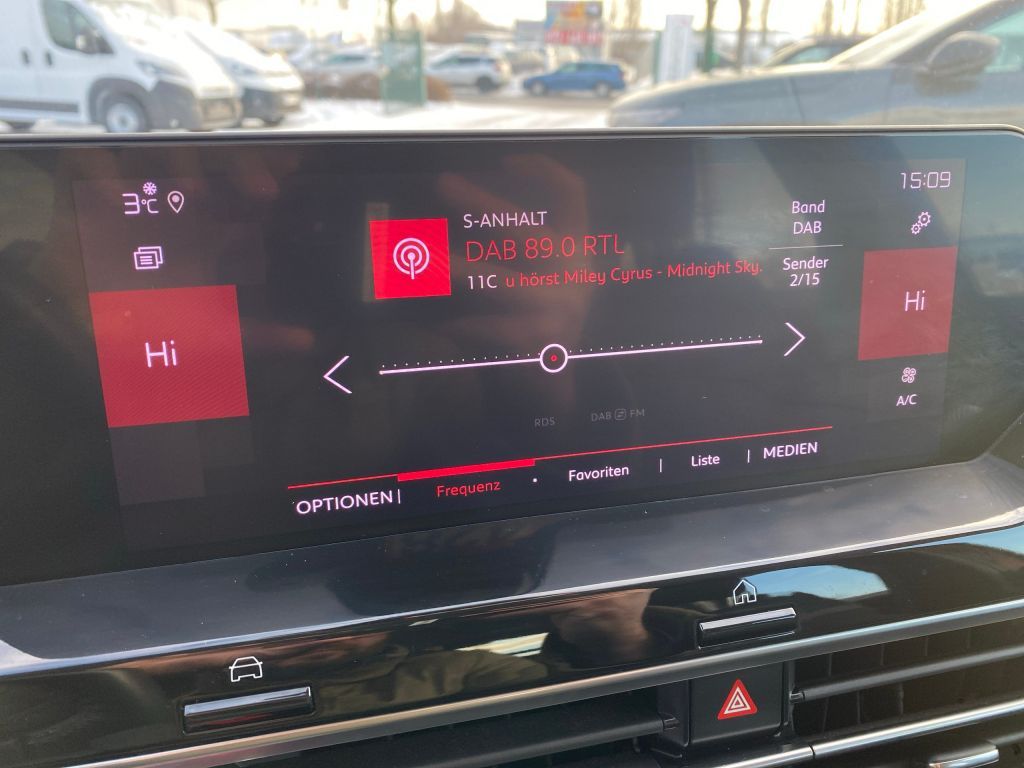 3°C
15:09
S-ANHALT
DAB 89.0 RTL
11C u hörst Miley Cyrus - Midnight Sky.
Band
DAB
Sender
2/15
Hi
Hi
A/C
RDS DAB FM
OPTIONEN | Frequenz • Favoriten | Liste | MEDIEN